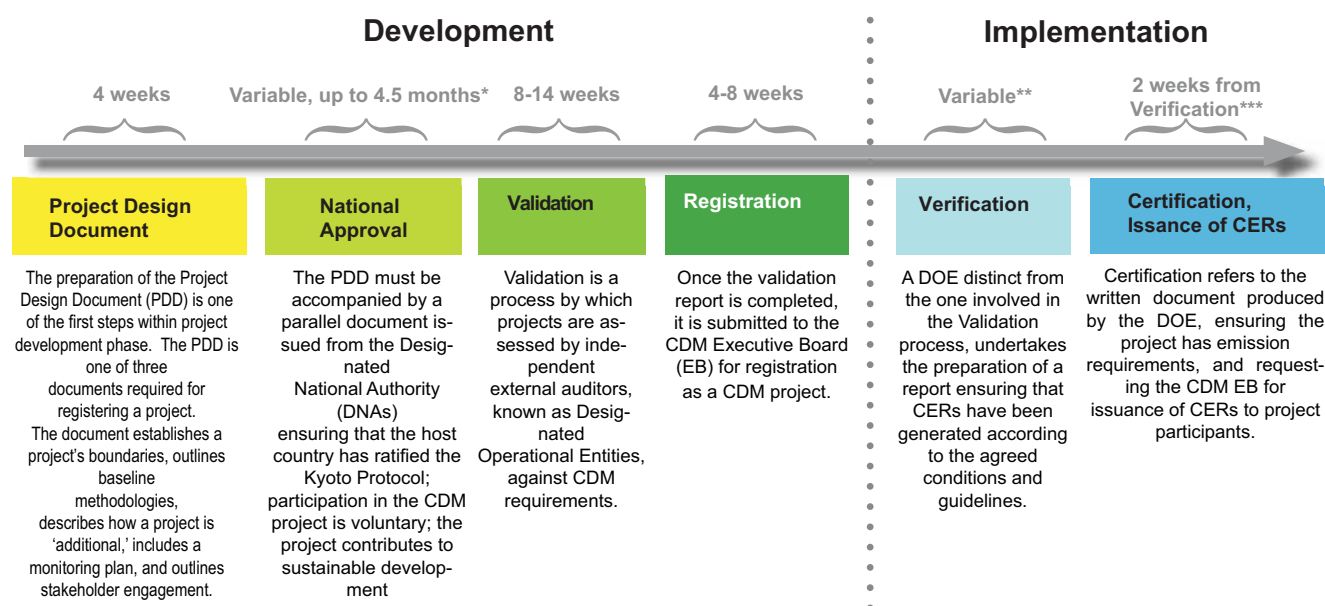 Development
Implementation
4 weeks
Variable, up to 4.5 months*
8-14 weeks
4-8 weeks
Variable**
2 weeks from
Verification***
Project Design
Document
The preparation of the Project
Design Document (PDD) is one
of the first steps within project
development phase. The PDD is
one of three
documents required for
registering a project.
The document establishes a
project's boundaries, outlines
baseline
methodologies,
describes how a project is
‘additional,’ includes a
monitoring plan, and outlines
stakeholder engagement.
National
Approval
The PDD must be
accompanied by a
parallel document is-
sued from the Desig-
nated
National Authority
(DNAs)
ensuring that the host
country has ratified the
Kyoto Protocol;
participation in the CDM
project is voluntary; the
project contributes to
sustainable develop-
ment
Validation
Validation is a
process by which
projects are as-
sessed by inde-
pendent
external auditors,
known as Desig-
nated
Operational Entities,
against CDM
requirements.
Registration
Once the validation
report is completed,
it is submitted to the
CDM Executive Board
(EB) for registration
as a CDM project.
Verification
A DOE distinct from
the one involved in
the Validation
process, undertakes
the preparation of a
report ensuring that
CERs have been
generated according
to the agreed
conditions and
guidelines.
Certification,
Issance of CERs
Certification refers to the
written document produced
by the DOE, ensuring the
project has emission
requirements, and request-
ing the CDM EB for
issuance of CERs to project
participants.